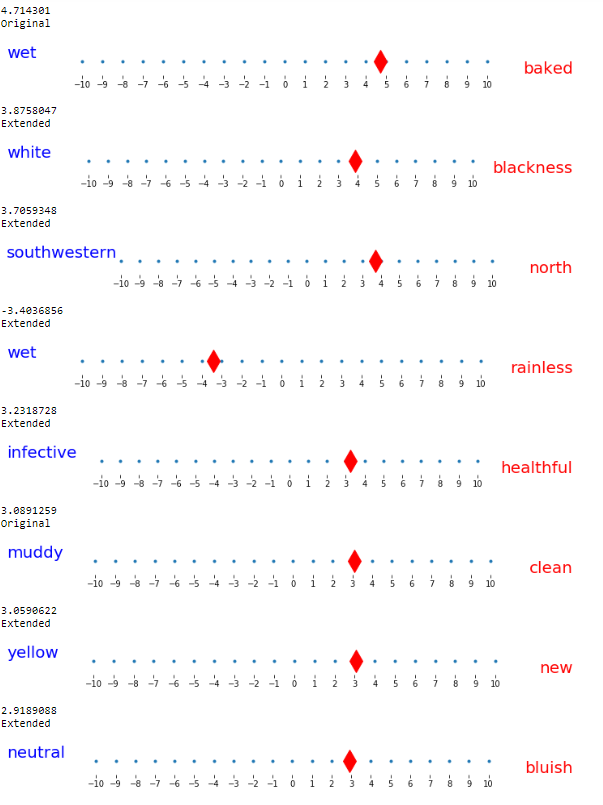 4.714301
Original
wet
baked
−10 −9 −8 −7 −6 −5 −4 −3 −2 −1 0 1 2 3 4 5 6 7 8 9 10
3.8758047
Extended
white
blackness
−10 −9 −8 −7 −6 −5 −4 −3 −2 −1 0 1 2 3 4 5 6 7 8 9 10
3.7059348
Extended
southwestern
north
−10 −9 −8 −7 −6 −5 −4 −3 −2 −1 0 1 2 3 4 5 6 7 8 9 10
-3.4036856
Extended
wet
rainless
−10 −9 −8 −7 −6 −5 −4 −3 −2 −1 0 1 2 3 4 5 6 7 8 9 10
3.2318728
Extended
infective
healthful
−10 −9 −8 −7 −6 −5 −4 −3 −2 −1 0 1 2 3 4 5 6 7 8 9 10
3.0891259
Original
muddy
clean
−10 −9 −8 −7 −6 −5 −4 −3 −2 −1 0 1 2 3 4 5 6 7 8 9 10
3.0590622
Extended
yellow
new
−10 −9 −8 −7 −6 −5 −4 −3 −2 −1 0 1 2 3 4 5 6 7 8 9 10
2.9189088
Extended
neutral
bluish
−10 −9 −8 −7 −6 −5 −4 −3 −2 −1 0 1 2 3 4 5 6 7 8 9 10